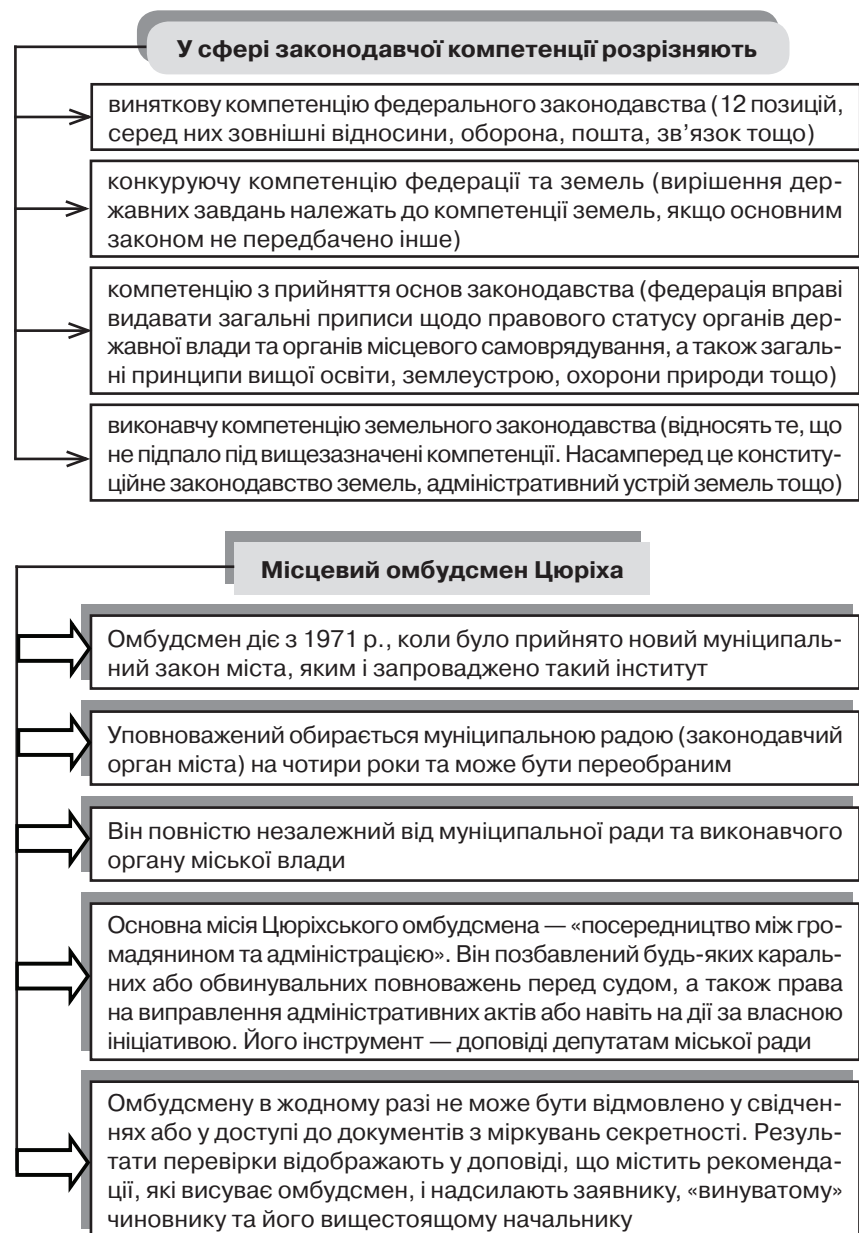 У сфері законодавчої компетенції розрізняють
виняткову компетенцію федерального законодавства (12 позицій,
серед них зовнішні відносини, оборона, пошта, зв’язок тощо)
конкуруючу компетенцію федерації та земель (вирішення дер-
жавних завдань належать до компетенції земель, якщо основним
законом не передбачено інше)
компетенцію з прийняття основ законодавства (федерація вправі
видавати загальні приписи щодо правового статусу органів дер-
жавної влади та органів місцевого самоврядування, а також загаль-
ні принципи вищої освіти, землеустрою, охорони природи тощо)
виконавчу компетенцію земельного законодавства (відносять те, що
не підпало під вищезазначені компетенції. Насамперед це конститу-
ційне законодавство земель, адміністративний устрій земель тощо)
Місцевий омбудсмен Цюріха
Омбудсмен діє з 1971 р., коли було прийнято новий муніципаль-
ний закон міста, яким і запроваджено такий інститут
Уповноважений обирається муніципальною радою (законодавчий
орган міста) на чотири роки та може бути переобраним
Він повністю незалежний від муніципальної ради та виконавчого
органу міської влади
Основна місія Цюріхського омбудсмена — «посередництво між гро-
мадянином та адміністрацією». Він позбавлений будь-яких караль-
них або обвинувальних повноважень перед судом, а також права
на виправлення адміністративних актів або навіть на дії за власною
ініціативою. Його інструмент — доповіді депутатам міської ради
Омбудсмену в жодному разі не може бути відмовлено у свідчен-
нях або у доступі до документів з міркувань секретності. Резуль-
тати перевірки відображають у доповіді, що містить рекоменда-
ції, які висуває омбудсмен, і надсилають заявнику, «винуватому»
чиновнику та його вищестоящому начальнику